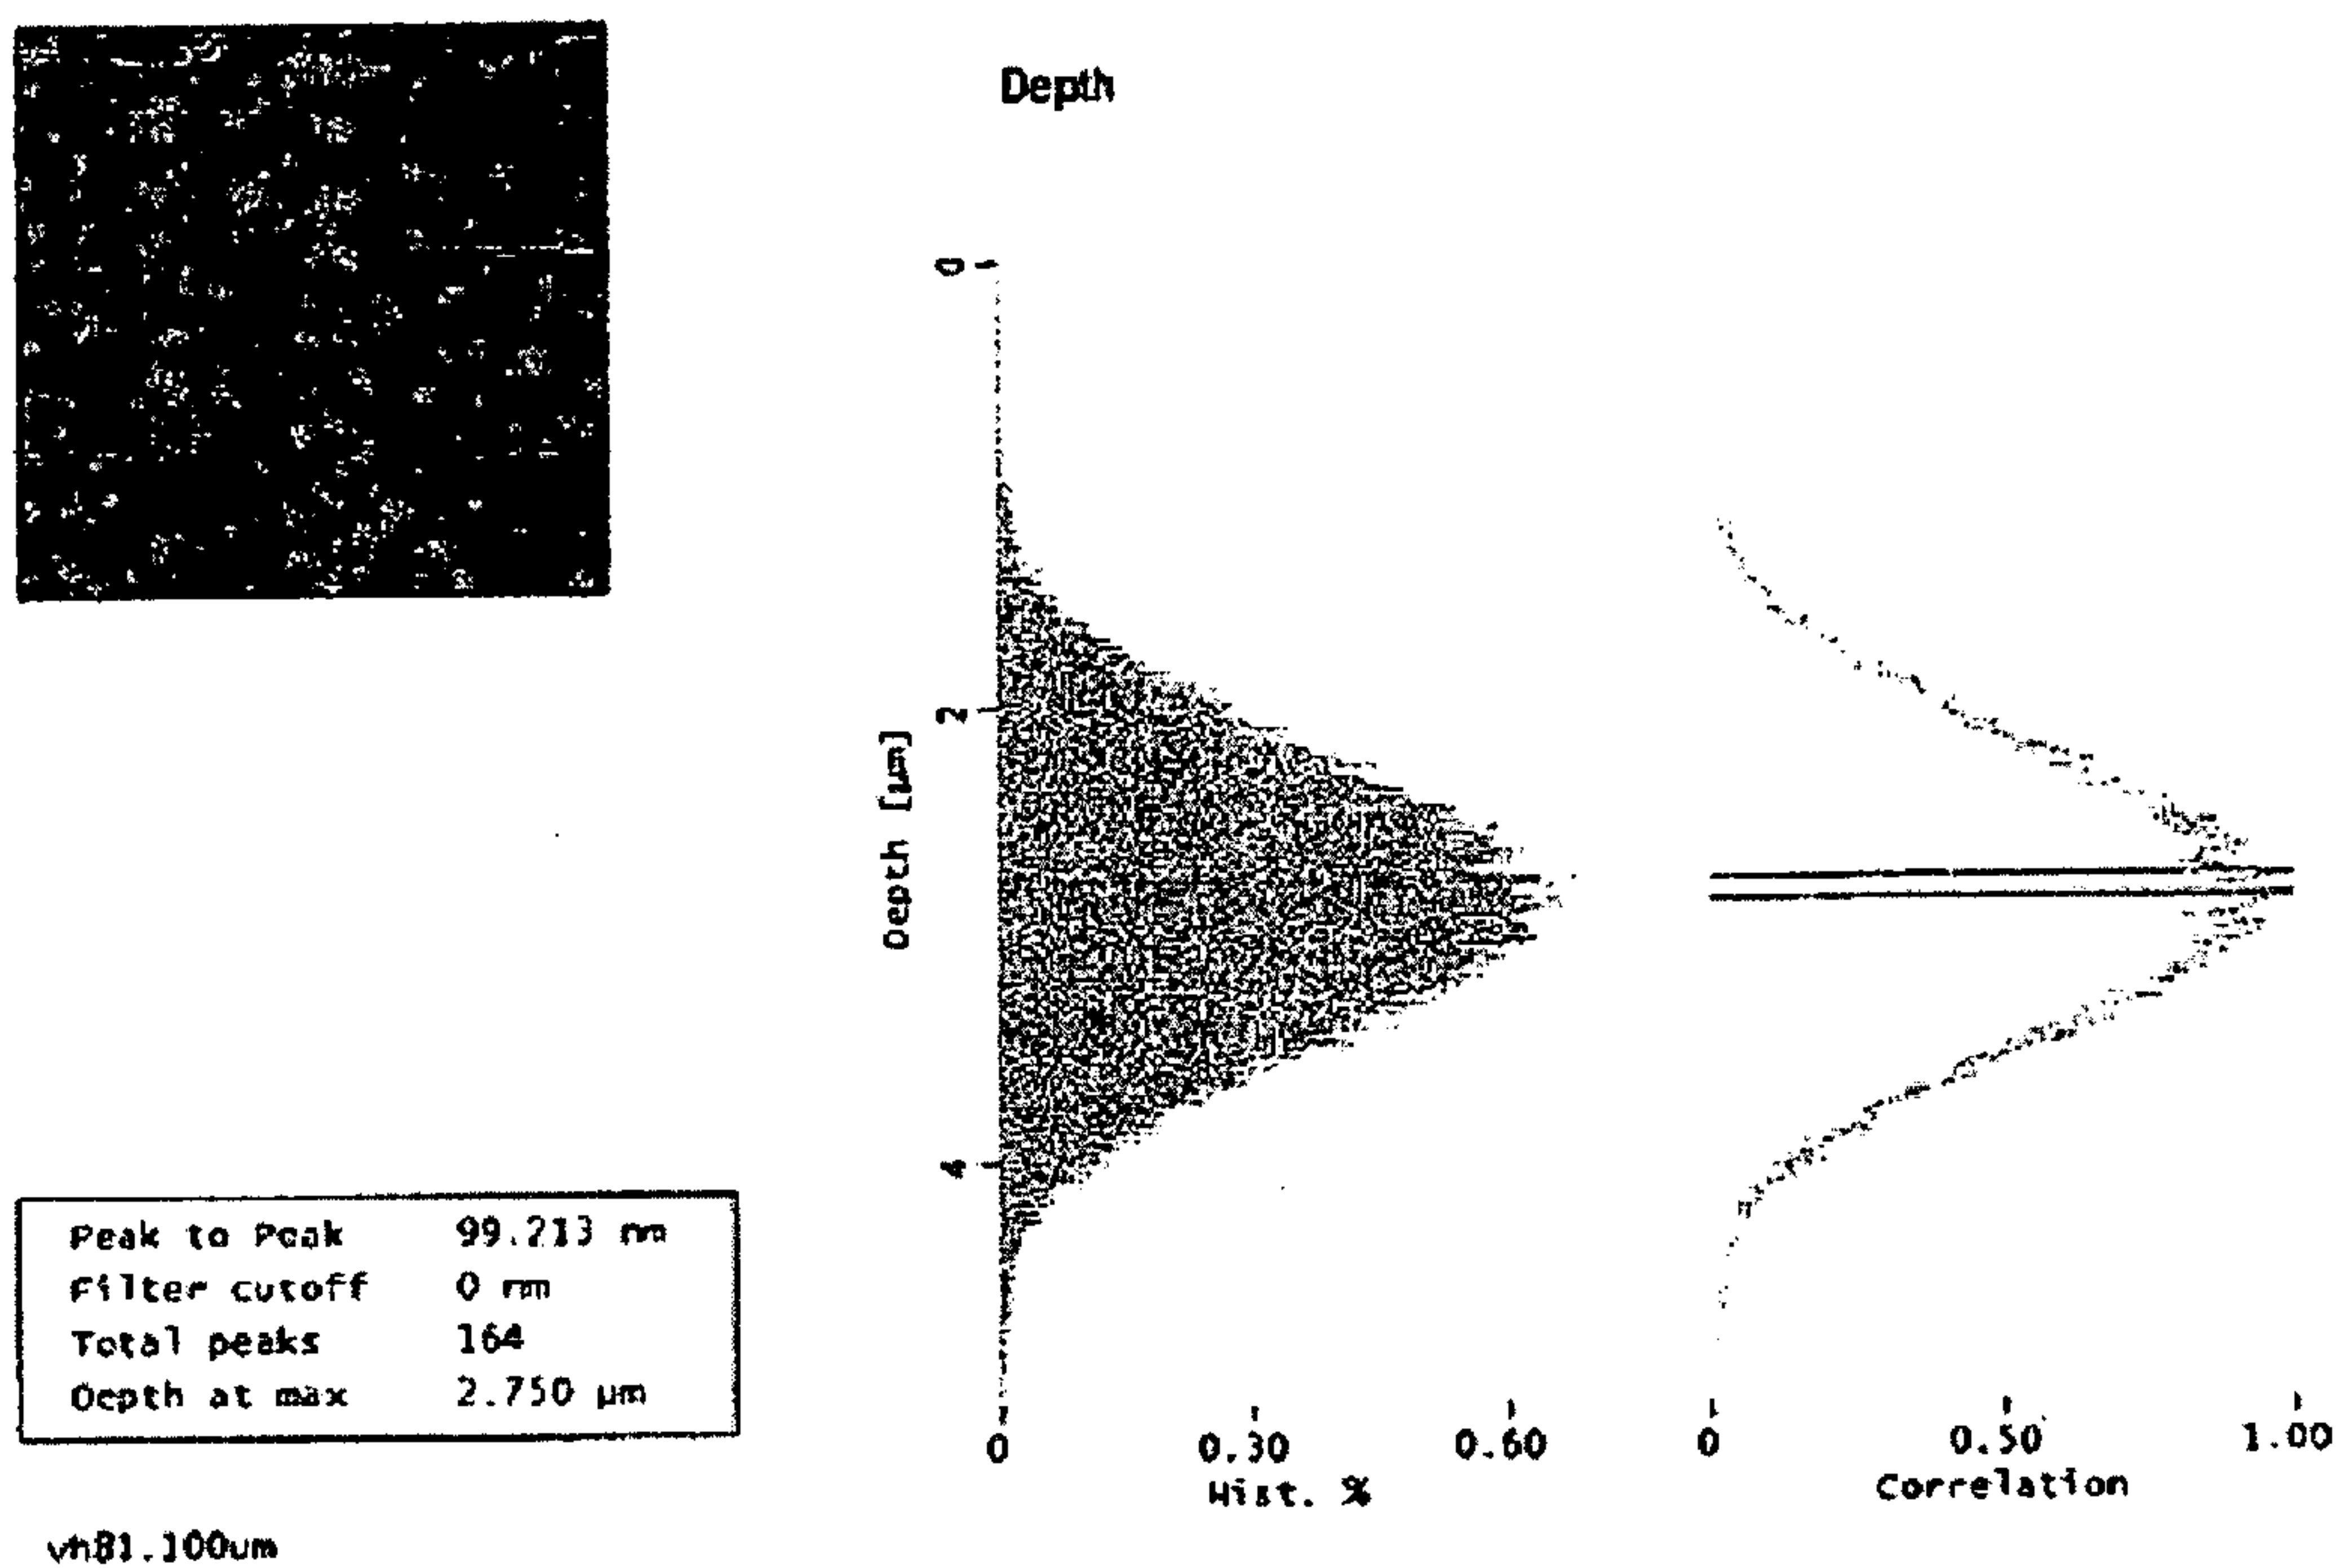 Depth
0
2
4
Depth [µm]
0 0.30 0.60
Hist. %
0 0.50 1.00
Correlation
Peak to Peak 99.213 nm
Filter cutoff 0 nm
Total peaks 164
Depth at max 2.750 µm
vhB1.100um